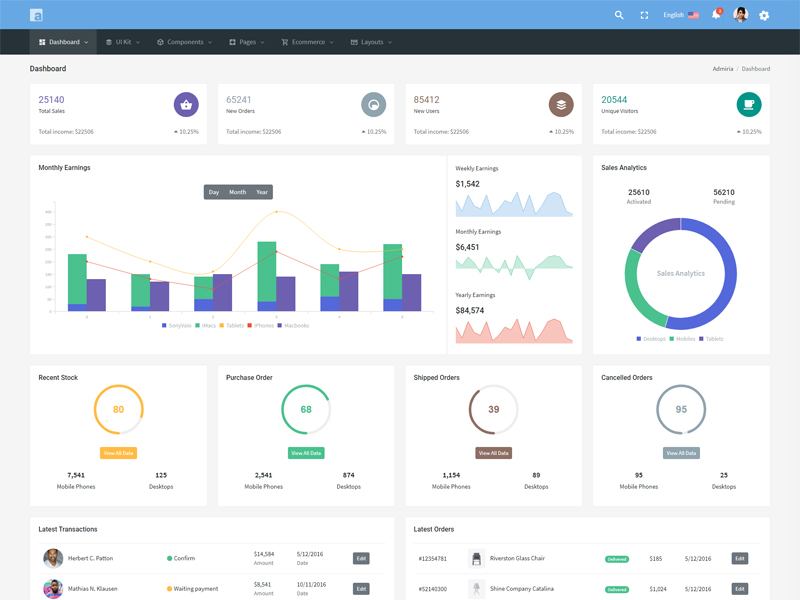 a
English
Dashboard UI Kit Components Pages Ecommerce Layouts
Dashboard
Admiria / Dashboard
25140
Total Sales
Total income: $22506 10.25%
65241
New Orders
Total income: $22506 10.25%
85412
New Users
Total income: $22506 10.25%
20544
Unique Visitors
Total income: $22506 10.25%
Monthly Earnings
Day Month Year
SonyVaio iMacs Tablets iPhones Macbooks
Weekly Earnings
$1,542
Monthly Earnings
$6,451
Yearly Earnings
$84,574
Sales Analytics
25610 56210
Activated Pending
Sales Analytics
Desktops Mobiles Tablets
Recent Stock
80
View All Data
7,541 125
Mobile Phones Desktops
Purchase Order
68
View All Data
2,541 874
Mobile Phones Desktops
Shipped Orders
39
View All Data
1,154 89
Mobile Phones Desktops
Cancelled Orders
95
View All Data
95 25
Mobile Phones Desktops
Latest Transactions
Herbert C. Patton Confirm $14,584 5/12/2016 Edit
Amount Date
Mathias N. Klausen Waiting payment $8,541 10/11/2016 Edit
Amount Date
Latest Orders
#12354781 Riverston Glass Chair Delivered $185 5/12/2016 Edit
#52140300 Shine Company Catalina Delivered $1,024 5/12/2016 Edit